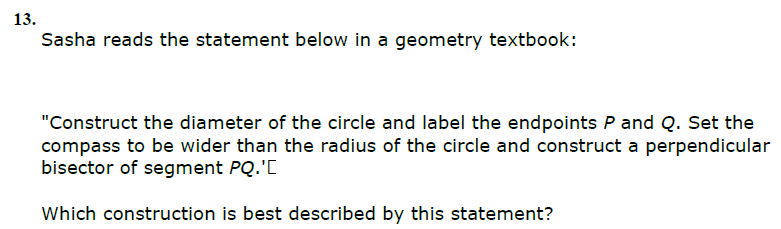 13.
Sasha reads the statement below in a geometry textbook:
"Construct the diameter of the circle and label the endpoints P and Q. Set the
compass to be wider than the radius of the circle and construct a perpendicular
bisector of segment PQ.'[
Which construction is best described by this statement?